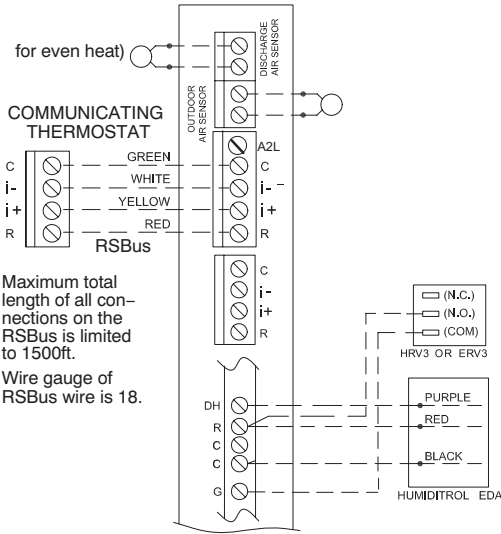 for even heat)
DISCHARGE
AIR SENSOR
OUTDOOR
AIR SENSOR
COMMUNICATING
THERMOSTAT
A2L
C
GREEN
C
i-
WHITE
i-
i+
YELLOW
i+
R
RED
R
RSBus
Maximum total
length of all con-
nections on the
RSBus is limited
to 1500ft.
Wire gauge of
RSBus wire is 18.
C
i-
i+
R
(N.C.)
(N.O.)
(COM)
HRV3 OR ERV3
DH
PURPLE
R
RED
C
C
BLACK
G
HUMIDITROL EDA